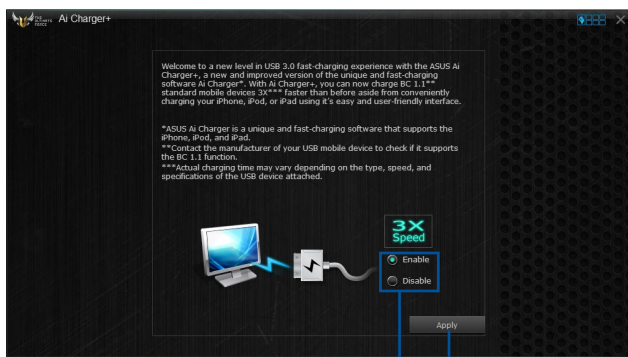 THE
ULTIMATE
FORCE
Ai Charger+
Welcome to a new level in USB 3.0 fast-charging experience with the ASUS Ai
Charger+, a new and improved version of the unique and fast-charging
software Ai Charger*. With Ai Charger+, you can now charge BC 1.1**
standard mobile devices 3X*** faster than before aside from conveniently
charging your iPhone, iPod, or iPad using it's easy and user-friendly interface.
*ASUS Ai Charger is a unique and fast-charging software that supports the
iPhone, iPod, and iPad.
**Contact the manufacturer of your USB mobile device to check if it supports
the BC 1.1 function.
***Actual charging time may vary depending on the type, speed, and
specifications of the USB device attached.
3X
Speed
Enable
Disable
Apply